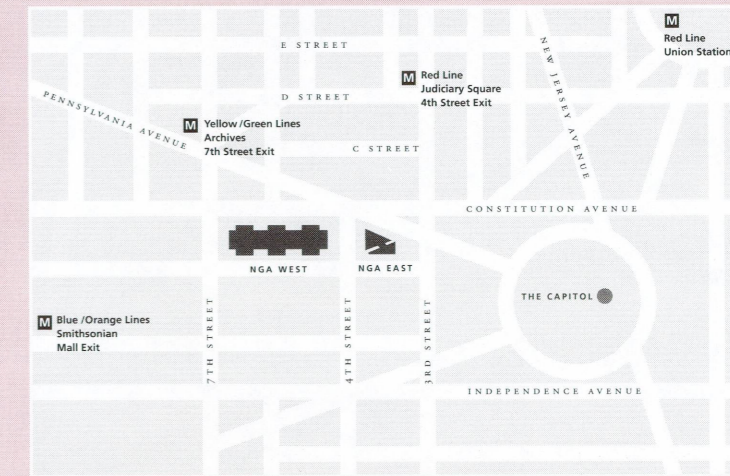 M
Red Line
Union Station
E STREET
NEW JERSEY AVENUE
M Red Line
Judiciary Square
4th Street Exit
D STREET
PENNSYLVANIA AVENUE
M Yellow/Green Lines
Archives
7th Street Exit
C STREET
CONSTITUTION AVENUE
NGA WEST
NGA EAST
THE CAPITOL
M Blue/Orange Lines
Smithsonian
Mall Exit
7TH STREET
4TH STREET
3RD STREET
INDEPENDENCE AVENUE